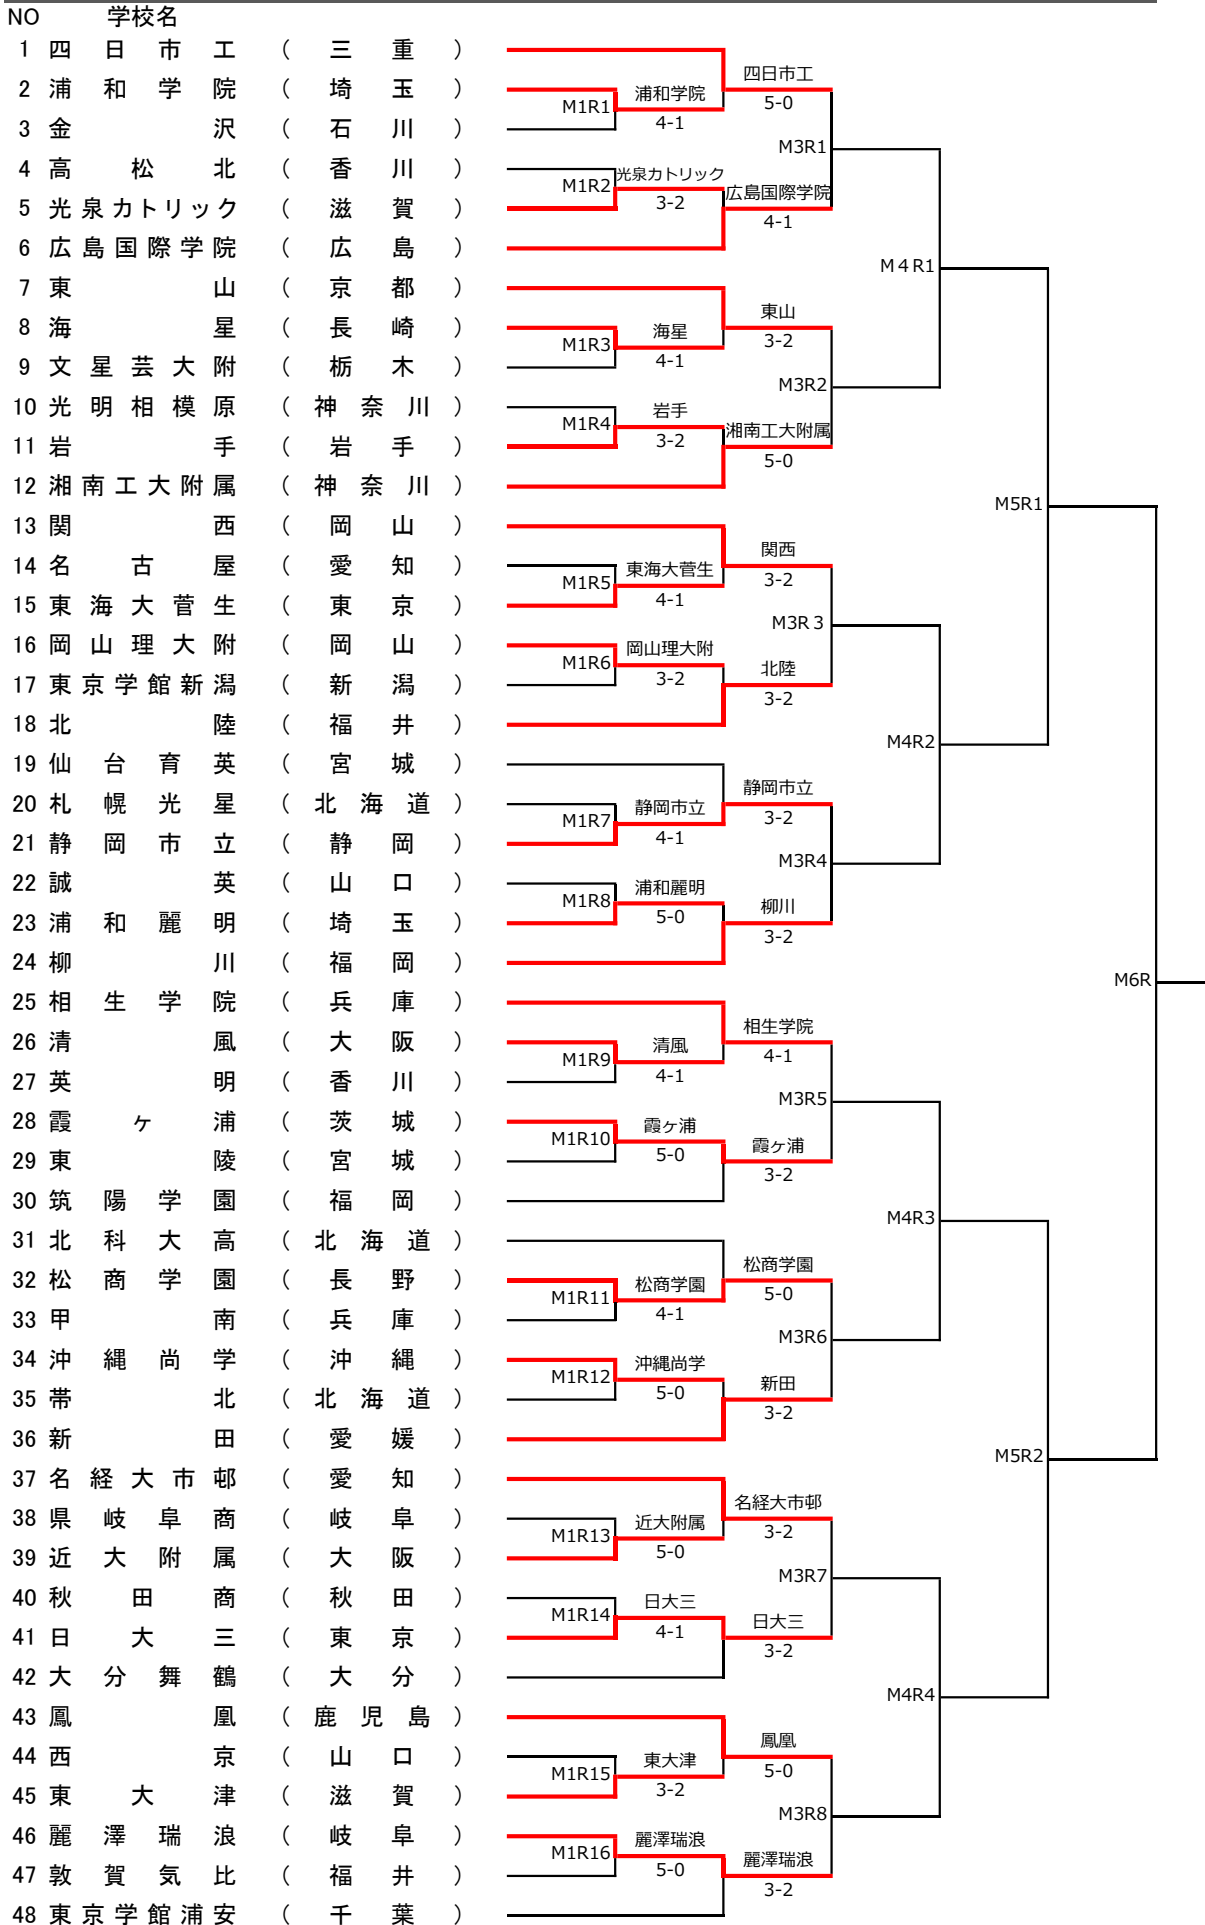 NO 学校名
1 四日市工 (三重)
2 浦和学院 (埼玉)
3 金沢 (石川)
4 高松北 (香川)
5 光泉カトリック (滋賀)
6 広島国際学院 (広島)
7 東山 (京都)
8 海星 (長崎)
9 文星芸大附 (栃木)
10 光明相模原 (神奈川)
11 岩手 (岩手)
12 湘南工大附属 (神奈川)
13 関西 (岡山)
14 名古屋 (愛知)
15 東海大菅生 (東京)
16 岡山理大附 (岡山)
17 東京学館新潟 (新潟)
18 北陸 (福井)
19 仙台育英 (宮城)
20 札幌光星 (北海道)
21 静岡市立 (静岡)
22 誠英 (山口)
23 浦和麗明 (埼玉)
24 柳川 (福岡)
25 相生学院 (兵庫)
26 清風 (大阪)
27 英明 (香川)
28 霞ヶ浦 (茨城)
29 東陵 (宮城)
30 筑陽学園 (福岡)
31 北科大高 (北海道)
32 松商学園 (長野)
33 甲南 (兵庫)
34 沖縄尚学 (沖縄)
35 帯北 (北海道)
36 新田 (愛媛)
37 名経大市邨 (愛知)
38 県岐阜商 (岐阜)
39 近大附属 (大阪)
40 秋田商 (秋田)
41 日大三 (東京)
42 大分舞鶴 (大分)
43 鳳凰 (鹿児島)
44 西京 (山口)
45 東大津 (滋賀)
46 麗澤瑞浪 (岐阜)
47 敦賀気比 (福井)
48 東京学館浦安 (千葉)
M1R1
浦和学院
4-1
M1R2
光泉カトリック
3-2
M1R3
海星
4-1
M1R4
岩手
3-2
M1R5
東海大菅生
4-1
M1R6
岡山理大附
3-2
M1R7
静岡市立
4-1
M1R8
浦和麗明
5-0
M1R9
清風
4-1
M1R10
霞ヶ浦
5-0
M1R11
松商学園
4-1
M1R12
沖縄尚学
5-0
M1R13
近大附属
5-0
M1R14
日大三
4-1
M1R15
東大津
3-2
M1R16
麗澤瑞浪
5-0
四日市工
5-0
広島国際学院
4-1
東山
3-2
湘南工大附属
5-0
関西
3-2
北陸
3-2
静岡市立
3-2
柳川
3-2
相生学院
4-1
霞ヶ浦
3-2
松商学園
5-0
新田
3-2
名経大市邨
3-2
日大三
3-2
鳳凰
5-0
麗澤瑞浪
3-2
M3R1
M3R2
M3R３
M3R4
M3R5
M3R6
M3R7
M3R8
M４R1
M4R2
M4R3
M4R4
M5R1
M5R2
M6R